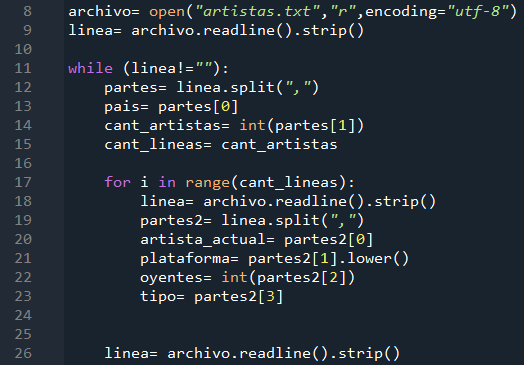 8 archivo= open("artistas.txt","r",encoding="utf-8")
9 linea= archivo.readline().strip()
10
11 while (linea!=""):
12     partes= linea.split(",")
13     pais= partes[0]
14     cant_artistas= int(partes[1])
15     cant_lineas= cant_artistas
16
17     for i in range(cant_lineas):
18         linea= archivo.readline().strip()
19         partes2= linea.split(",")
20         artista_actual= partes2[0]
21         plataforma= partes2[1].lower()
22         oyentes= int(partes2[2])
23         tipo= partes2[3]
24
25
26     linea= archivo.readline().strip()